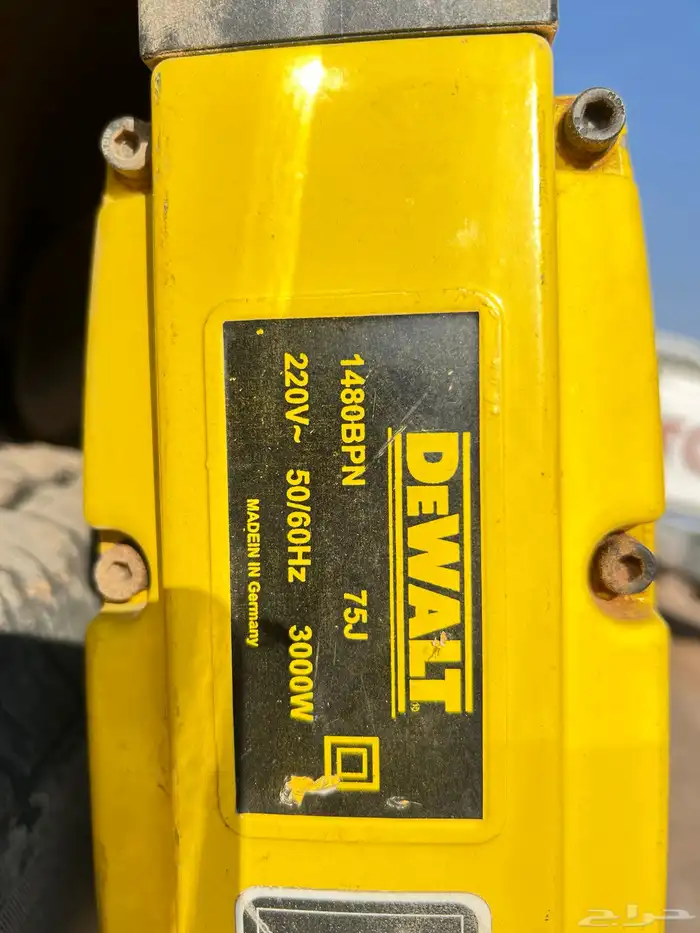 DEWALT
1480BPN 75J
220V~ 50/60Hz 3000W
MADEIN IN Germany
حراج